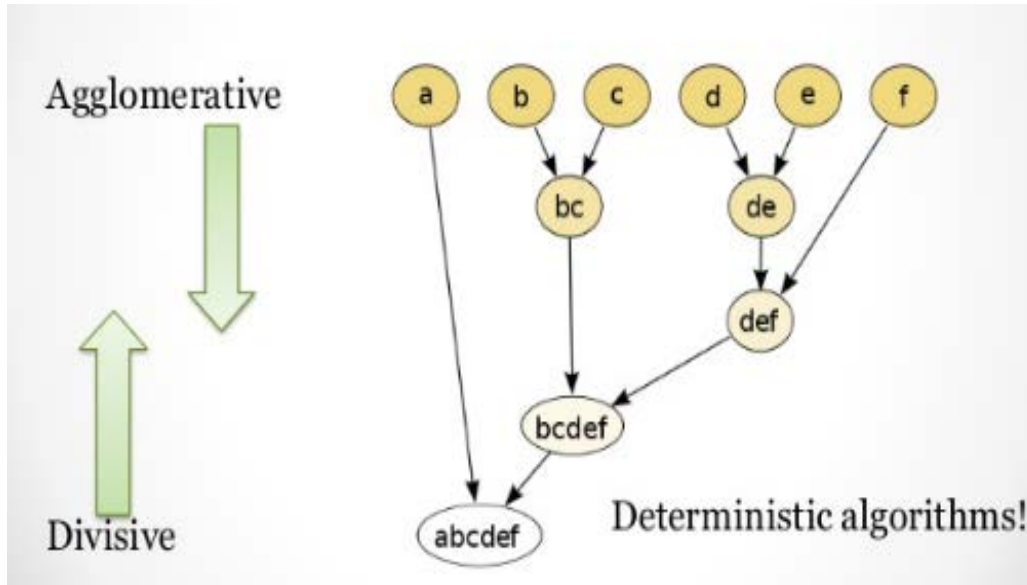 Agglomerative
a
b
c
d
e
f
bc
de
def
bcdef
abcdef
Deterministic algorithms!
Divisive